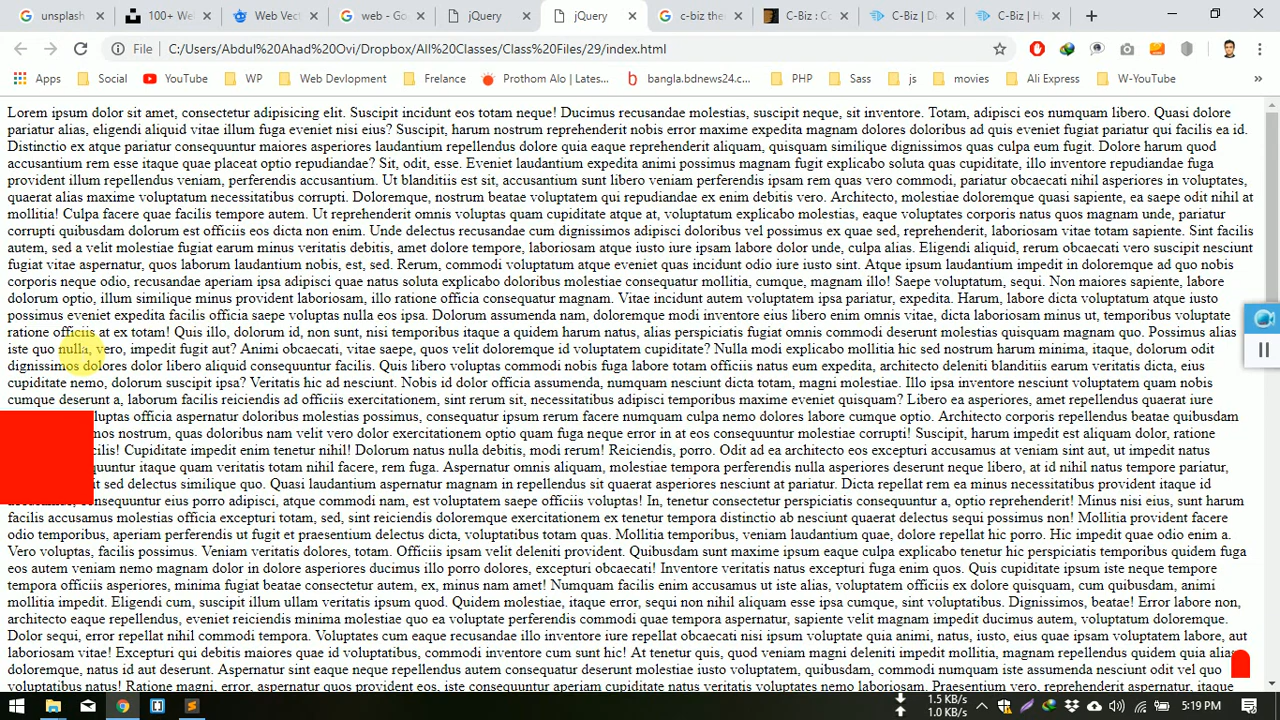 unsplash
100+ We
Web Vect
web - Go
jQuery
jQuery
c-biz the
C-Biz : C
C-Biz | De
C-Biz | Ho
File
C:/Users/Abdul%20Ahad%20Ovi/Dropbox/All%20Classes/Class%20Files/29/index.html
Apps
Social
YouTube
WP
Web Devlopment
Frelance
Prothom Alo | Lates...
bangla.bdnews24.c...
PHP
Sass
js
movies
Ali Express
W-YouTube
»
Lorem ipsum dolor sit amet, consectetur adipisicing elit. Suscipit incidunt eos totam neque! Ducimus recusandae molestias, suscipit neque, sit inventore. Totam, adipisci eos numquam libero. Quasi dolore
pariatur alias, eligendi aliquid vitae illum fuga eveniet nisi eius? Suscipit, harum nostrum reprehenderit nobis error maxime expedita magnam dolores doloribus ad quis eveniet fugiat pariatur qui facilis ea id.
Distinctio ex atque pariatur consequuntur maiores asperiores laudantium repellendus dolore quia eaque reprehenderit aliquam, quisquam similique dignissimos quas culpa eum fugit. Dolore harum quod
accusantium rem esse itaque quae placeat optio repudiandae? Sit, odit, esse. Eveniet laudantium expedita animi possimus magnam fugit explicabo soluta quas cupiditate, illo inventore repudiandae fuga
provident illum repellendus veniam, perferendis accusantium. Ut blanditiis est sit, accusantium sunt libero veniam perferendis ipsam rem quas vero commodi, pariatur obcaecati nihil asperiores in voluptates,
quaerat alias maxime voluptatem necessitatibus corrupti. Doloremque, nostrum beatae voluptatem qui repudiandae ex enim debitis vero. Architecto, molestiae doloremque quasi sapiente, ea saepe odit nihil at
mollitia! Culpa facere quae facilis tempore autem. Ut reprehenderit omnis voluptas quam cupiditate atque at, voluptatum explicabo molestias, eaque voluptates corporis natus quos magnam unde, pariatur
corrupti quibusdam dolorum est officiis eos dicta non enim. Unde delectus recusandae cum dignissimos adipisci doloribus vel possimus ex quae sed, reprehenderit, laboriosam vitae totam sapiente. Sint facilis
autem, sed a velit molestiae fugiat earum minus veritatis debitis, amet dolore tempore, laboriosam atque iusto iure ipsam labore dolor unde, culpa alias. Eligendi aliquid, rerum obcaecati vero suscipit nesciunt
fugiat vitae aspernatur, quos laborum laudantium nobis, est, sed. Rerum, commodi voluptatum atque eveniet quas incidunt odio iure iusto sint. Atque ipsum laudantium impedit in doloremque ad quo nobis
corporis neque odio, recusandae aperiam ipsa adipisci quae natus soluta explicabo doloribus molestiae consequatur mollitia, cumque, magnam illo! Saepe voluptatum, sequi. Non maiores sapiente, labore
dolorum optio, illum similique minus provident laboriosam, illo ratione officia consequatur magnam. Vitae incidunt autem voluptatem ipsa pariatur, expedita. Harum, labore dicta voluptatum atque iusto
possimus eveniet expedita facilis officia saepe voluptas nulla eos ipsa. Dolorum assumenda nam, doloremque modi inventore eius libero enim omnis vitae, dicta laboriosam minus ut, temporibus voluptate
ratione officiis at ex totam! Quis illo, dolorum id, non sunt, nisi temporibus itaque a quidem harum natus, alias perspiciatis fugiat omnis commodi dolores molestiae quisquam magnam quo. Possimus alias
iste quo nulla, vero, impedit fugit aut? Animi obcaecati, vitae saepe, quos velit doloremque id voluptatem cupiditate? Nulla modi explicabo mollitia hic sed nostrum harum minima, itaque, dolorum odit
dignissimos dolores dolor libero aliquid consequuntur facilis. Quis libero voluptas commodi nobis fuga labore totam officiis natus eum expedita, architecto deleniti blanditiis earum veritatis dicta, eius
cupiditate nemo, dolorum suscipit ipsa? Veritatis hic ad nesciunt. Nobis id dolor officia assumenda, numquam nesciunt dicta totam, magni molestiae. Illo ipsa inventore nesciunt voluptatem quam nobis
cumque deserunt a, laborum facilis reiciendis ad officiis exercitationem, sint rerum sit, necessitatibus adipisci temporibus maxime eveniet quisquam? Libero ea asperiores, amet repellendus quaerat iure
luptas officia aspernatur doloribus molestias possimus, consequatur ipsum rerum facere numquam culpa nemo dolores labore cumque optio. Architecto corporis repellendus beatae quibusdam
mos nostrum, quas doloribus nam velit vero dolor exercitationem optio quam fuga neque error in at eos consequuntur molestiae corrupti! Suscipit, harum impedit est aliquam dolor, ratione
cilis! Cupiditate impedit enim tenetur nihil! Dolorum natus nulla debitis, modi rerum! Reiciendis, porro. Odit ad ea architecto eos excepturi accusamus at veniam sint aut, ut impedit natus
quuntur itaque quam veritatis totam nihil facere, rem fuga. Aspernatur omnis aliquam, molestiae tempora repellendus nulla asperiores deserunt neque libero, at id nihil natus tempore pariatur,
it sed delectus similique quo. Quasi laudantium aspernatur magnam in repellendus sit quaerat asperiores nesciunt at pariatur. Dicta repellat rem ea minus necessitatibus provident itaque id
consequuntur eius porro adipisci, atque commodi nam, est voluptatem saepe officiis voluptas! In, tenetur consectetur perspiciatis consequuntur a, optio reprehenderit! Minus nisi eius, sunt harum
facilis accusamus molestias officia excepturi totam, sed, sint reiciendis doloremque exercitationem ex tenetur tempora distinctio ab nesciunt quaerat delectus sequi possimus non! Mollitia provident facere
odio temporibus, aperiam perferendis ut fugit et praesentium delectus dicta, voluptatibus totam quas. Mollitia temporibus, veniam laudantium quae, dolore repellat hic porro. Hic impedit quae odio enim a.
Vero voluptas, facilis possimus. Veniam veritatis dolores, totam. Officiis ipsam velit deleniti provident. Quibusdam sunt maxime ipsum maxime excepturi tenetur hic perspiciatis temporibus quidem fuga
eos autem veniam nemo magnam dolor in dolore asperiores ducimus illo porro dolores, excepturi obcaecati! Inventore veritatis natus excepturi fuga enim quos. Quis cupiditate ipsum iste neque tempore
tempora officiis asperiores, minima fugiat beatae consectetur autem, ex, minus nam amet! Numquam facilis enim accusamus ut iste alias, voluptatem officiis ex dolore quisquam, cum quibusdam, animi
mollitia impedit. Eligendi cum, suscipit illum ullam veritatis ipsum quod. Quidem molestiae, itaque error, sequi non nihil aliquam esse ipsa cumque, sint voluptatibus. Dignissimos, beatae! Error labore non,
architecto eaque repellendus, eveniet reiciendis minima molestiae quo ea voluptate perferendis commodi tempora aspernatur, sapiente velit magnam impedit ducimus autem, voluptatum doloremque.
Dolor sequi, error repellat nihil commodi tempora. Voluptates cum eaque recusandae illo inventore repellat nisi ipsum voluptate quia animi, natus, iusto, eius quae ipsam voluptatem labore, aut
laboriosam vitae! Excepturi qui debitis maiores quae id voluptatibus, commodi inventore cum sunt hic! At tenetur quis, quod veniam magni deleniti impedit magnam repellendus quidem quia alias
doloremque, natus id aut deserunt. Aspernatur sint eaque neque repellendus autem consequatur deserunt molestiae iusto voluptatem, commodi numquam iste assumenda nostrum odit vel quo
voluptatibus natus! Ratione magni, error, aspernatur quos provident eos, consequatur aperiam cupiditate voluptatem nobis laboriosam. Praesentium vero, reprehenderit itaque
1.5 KB/s
1.0 KB/s
5:19 PM